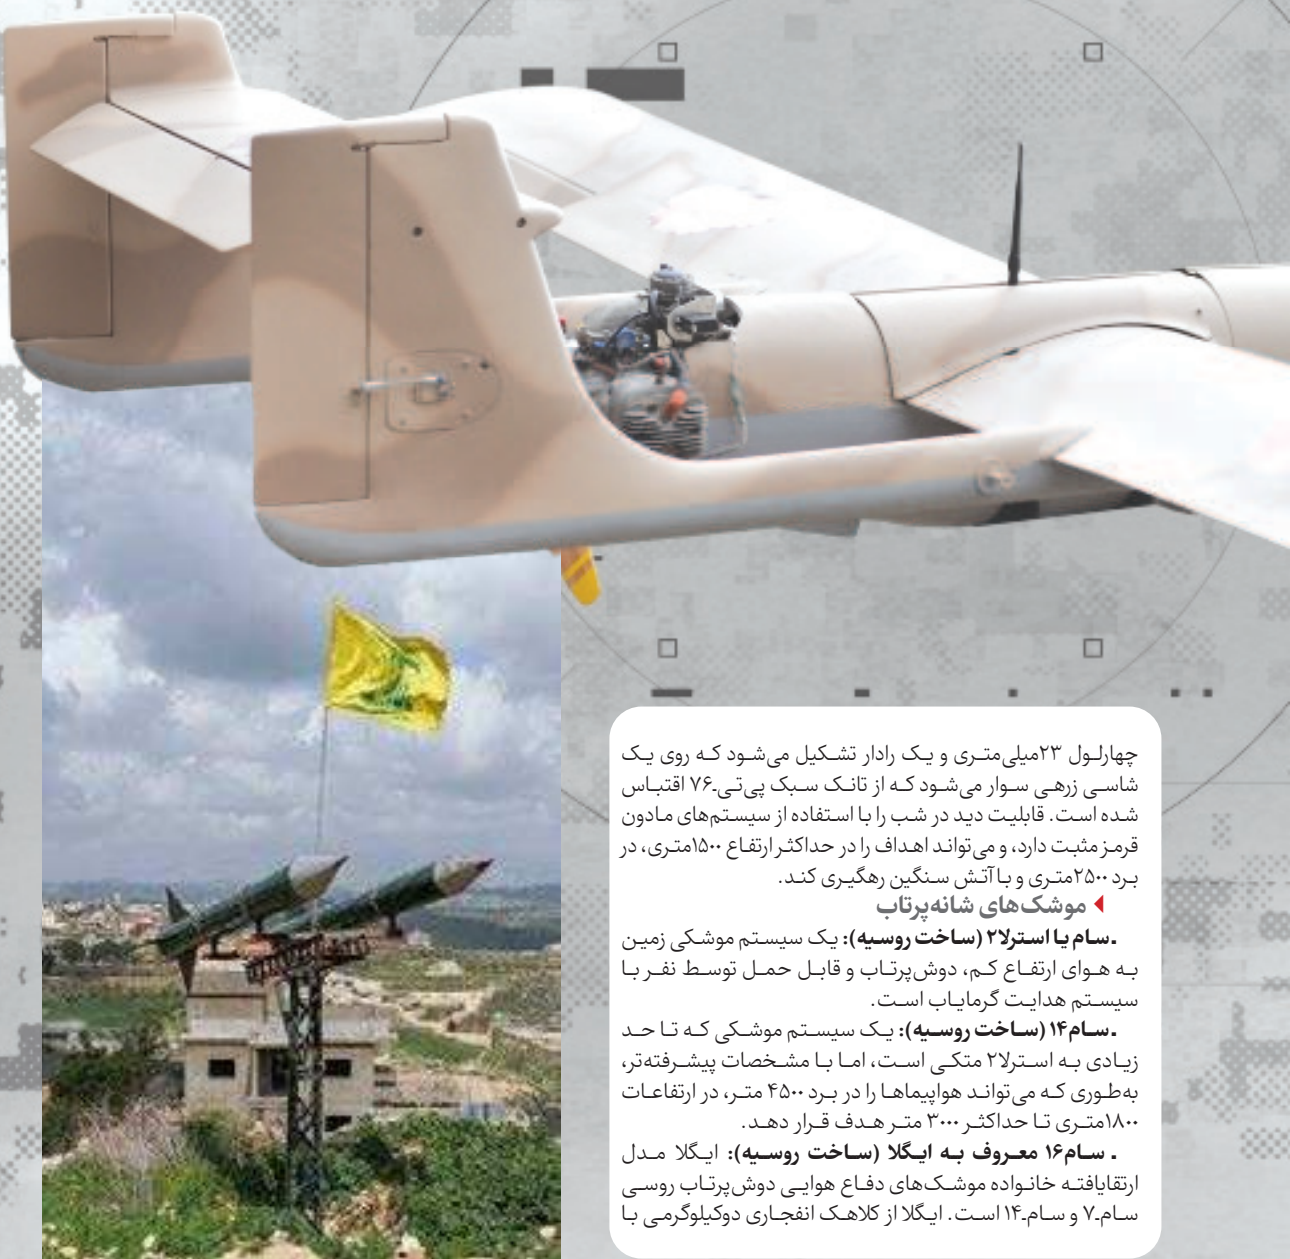 چهارلول ۲۳میلی‌متری و یک رادار تشکیل می‌شود که روی یک
شاسی زرهی سوار می‌شود که از تانک سبک پی‌تی‌ـ۷۶ اقتباس
شده است. قابلیت دید در شب را با استفاده از سیستم‌های مادون
قرمز مثبت دارد، و می‌تواند اهداف را در حداکثر ارتفاع ۱۵۰۰متری، در
برد ۲۵۰۰متری و با آتش سنگین رهگیری کند.
موشک‌های شانه‌پرتاب
ـ سام یا استرلا۲ (ساخت روسیه): یک سیستم موشکی زمین
به هوای ارتفاع کم، دوش‌پرتاب و قابل حمل توسط نفر با
سیستم هدایت گرمایاب است.
ـ سام۱۴ (ساخت روسیه): یک سیستم موشکی که تا حد
زیادی به استرلا۲ متکی است، اما با مشخصات پیشرفته‌تر،
به‌طوری که می‌تواند هواپیماها را در برد ۴۵۰۰ متر، در ارتفاعات
۱۸۰۰متری تا حداکثر ۳۰۰۰ متر هدف قرار دهد.
ـ سام۱۶ معروف به ایگلا (ساخت روسیه): ایگلا مدل
ارتقایافته خانواده موشک‌های دفاع هوایی دوش‌پرتاب روسی
سام‌ـ۷ و سام‌ـ۱۴ است. ایگلا از کلاهک انفجاری دوکیلوگرمی با